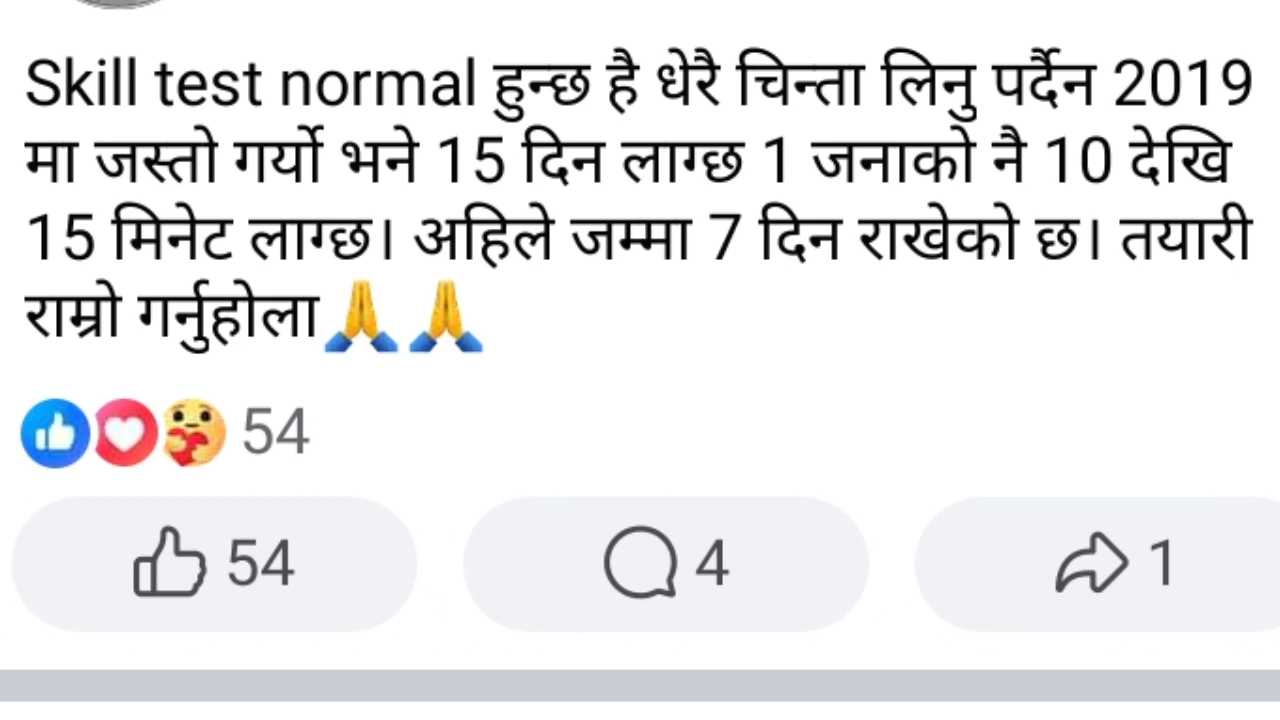 Skill test normal हुन्छ है धेरै चिन्ता लिनु पर्दैन 2019
मा जस्तो गर्यो भने 15 दिन लाग्छ 1 जनाको नै 10 देखि
15 मिनेट लाग्छ। अहिले जम्मा 7 दिन राखेको छ। तयारी
राम्रो गर्नुहोला🙏🙏
54
54 4 1